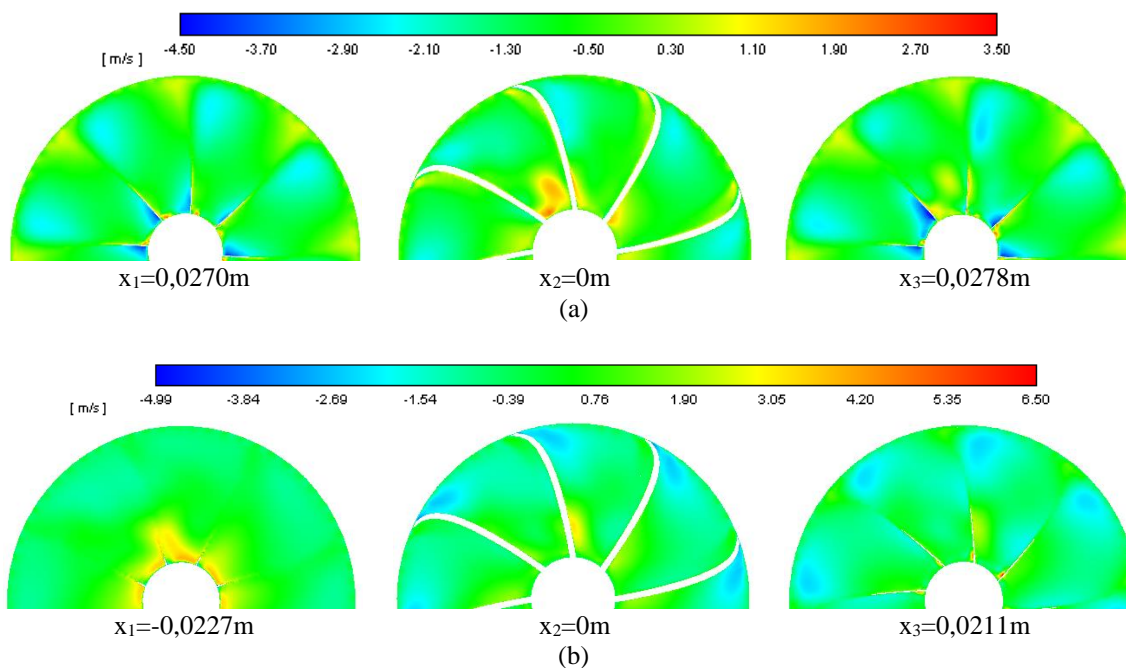 -4.50 -3.70 -2.90 -2.10 -1.30 -0.50 0.30 1.10 1.90 2.70 3.50
[ m/s ]
x1=0,0270m x2=0m x3=0,0278m
(a)
-4.99 -3.84 -2.69 -1.54 -0.39 0.76 1.90 3.05 4.20 5.35 6.50
[ m/s ]
x1=-0,0227m x2=0m x3=0,0211m
(b)